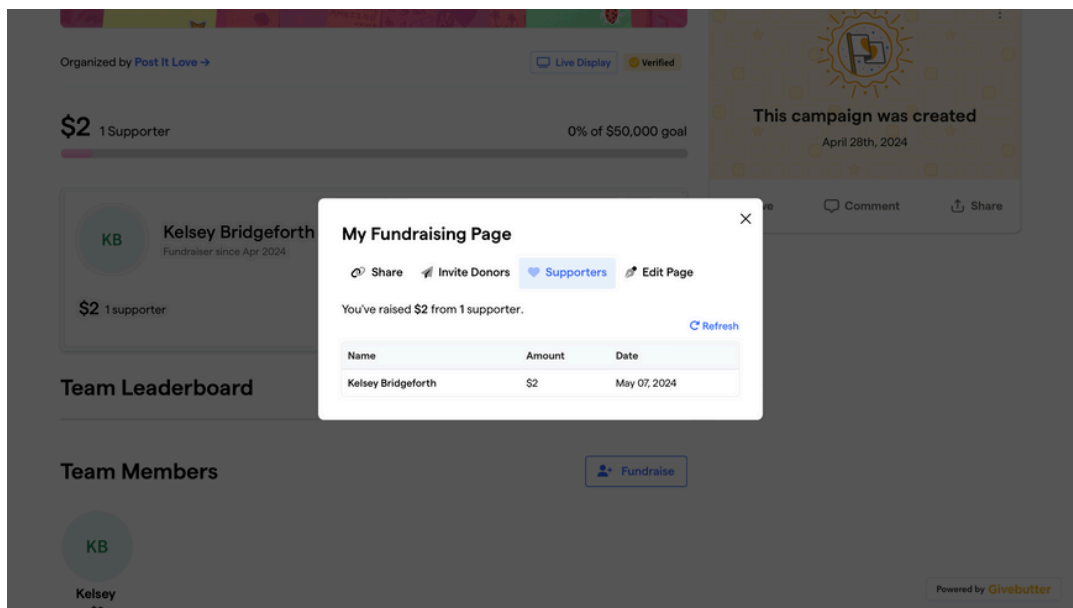 Organized by Post It Love →
Live Display
Verified
$2 1 Supporter
0% of $50,000 goal
This campaign was created
April 28th, 2024
Comment
Share
KB
Kelsey Bridgeforth
Fundraiser since Apr 2024
$2 1 supporter
My Fundraising Page
Share
Invite Donors
Supporters
Edit Page
You've raised $2 from 1 supporter.
Refresh
Name Amount Date
Kelsey Bridgeforth $2 May 07, 2024
Team Leaderboard
Team Members
Fundraise
KB
Kelsey
Powered by Givebutter